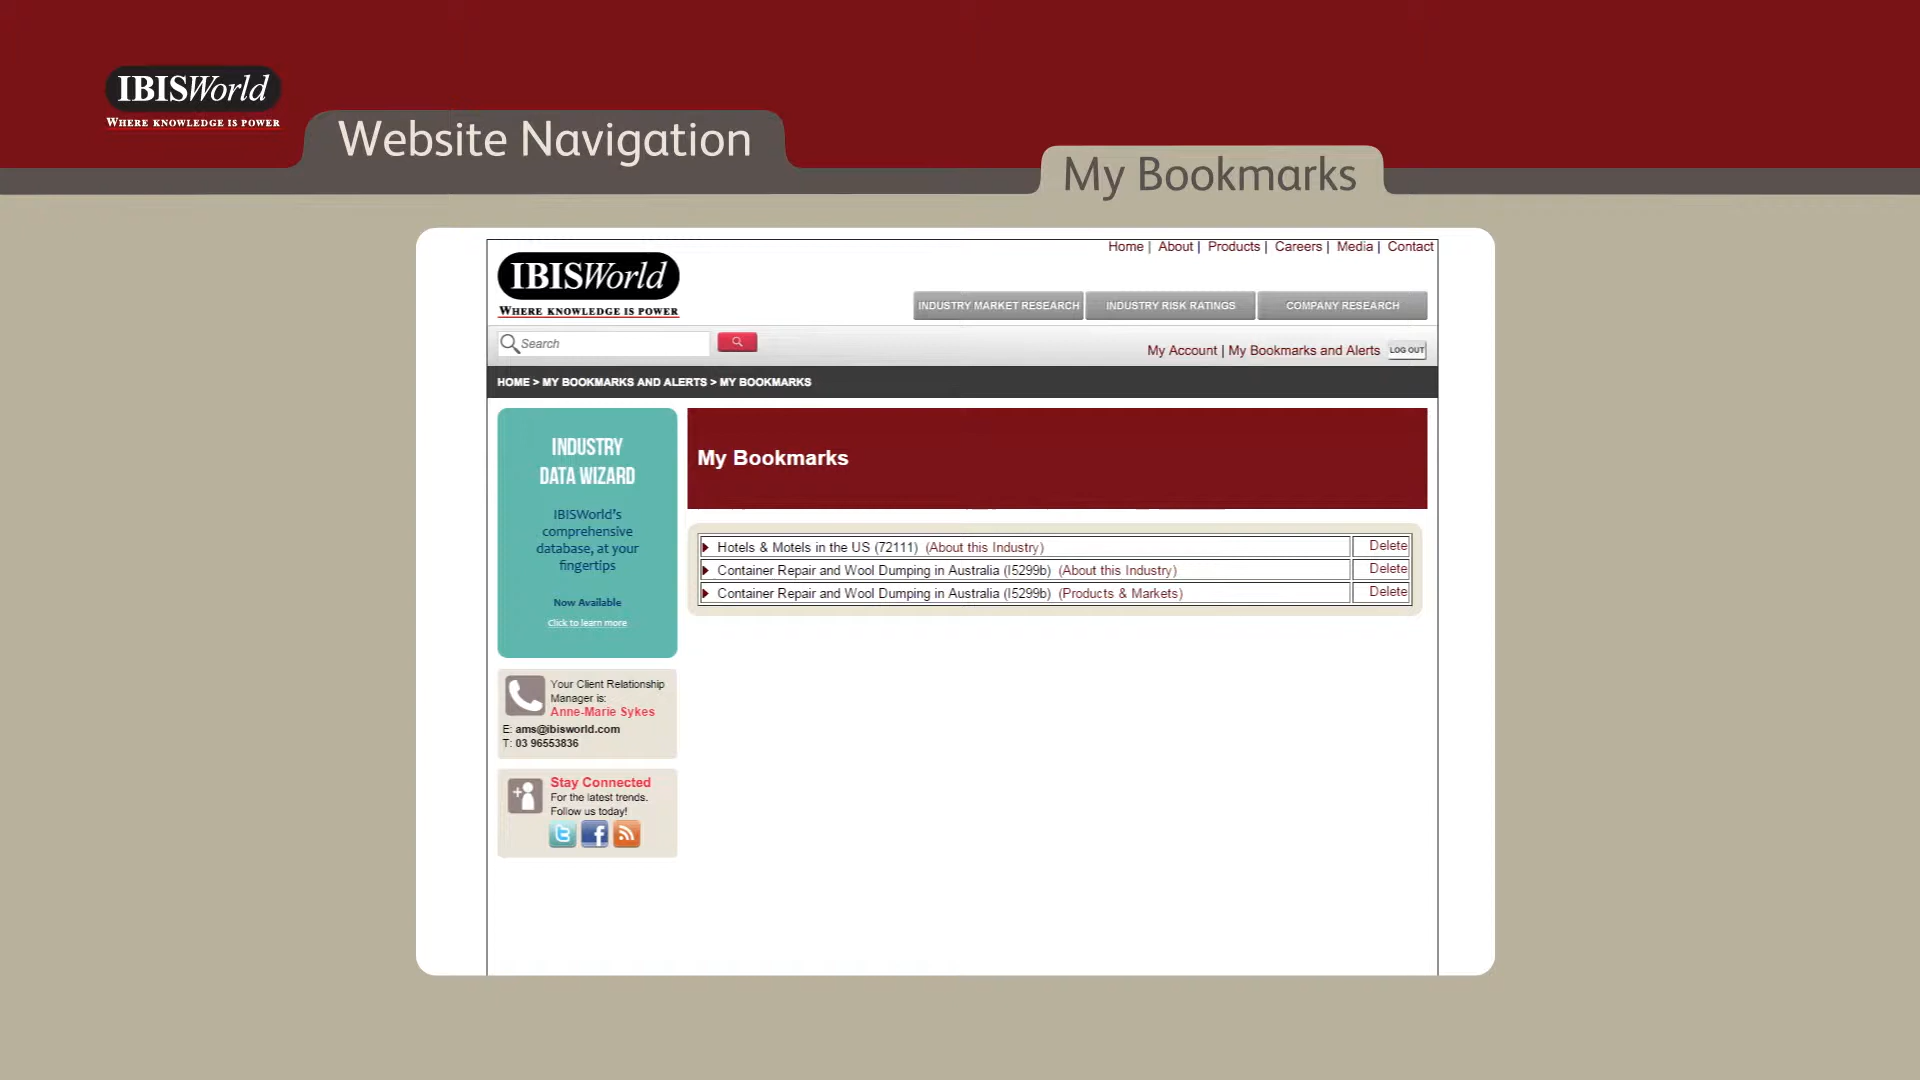 IBISWorld
WHERE KNOWLEDGE IS POWER
Website Navigation
My Bookmarks
Home | About | Products | Careers | Media | Contact
IBISWorld
WHERE KNOWLEDGE IS POWER
INDUSTRY MARKET RESEARCH
INDUSTRY RISK RATINGS
COMPANY RESEARCH
Search
My Account | My Bookmarks and Alerts
LOG OUT
HOME > MY BOOKMARKS AND ALERTS > MY BOOKMARKS
INDUSTRY
DATA WIZARD
IBISWorld's
comprehensive
database, at your
fingertips
Now Available
Click to learn more
My Bookmarks
Hotels & Motels in the US (72111) (About this Industry) Delete
Container Repair and Wool Dumping in Australia (I5299b) (About this Industry) Delete
Container Repair and Wool Dumping in Australia (I5299b) (Products & Markets) Delete
Your Client Relationship
Manager is:
Anne-Marie Sykes
E: ams@ibisworld.com
T: 03 96553836
Stay Connected
For the latest trends.
Follow us today!